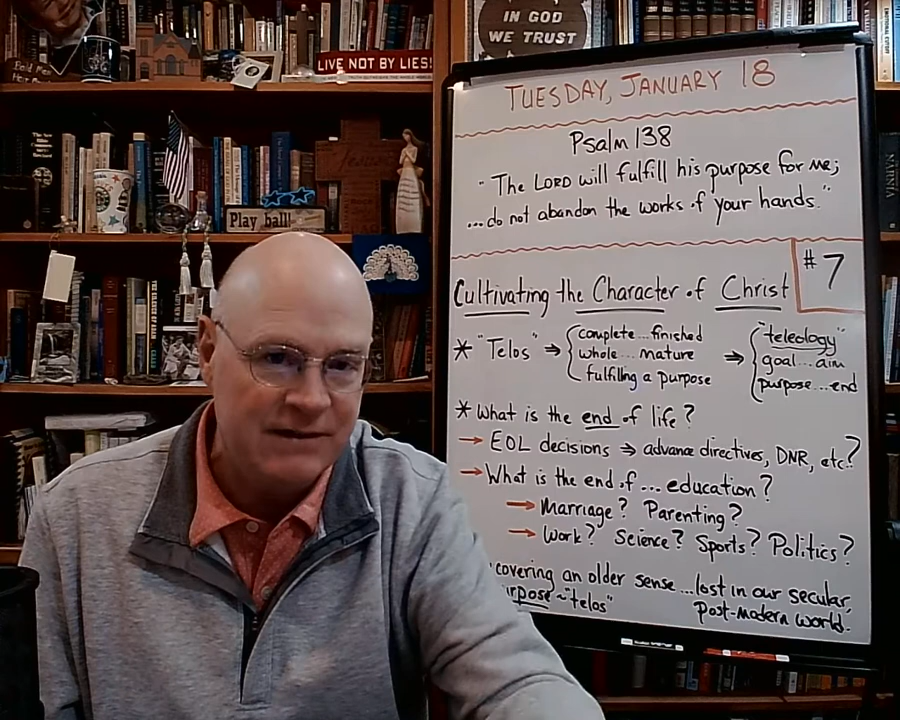 IN GOD
WE TRUST
LIVE NOT BY LIES!
Play ball!
NARNIA
TUESDAY, JANUARY 18
Psalm 138
"The LORD will fulfill his purpose for me;
...do not abandon the works of your hands."
#7
Cultivating the Character of Christ
* "Telos" ⇒ { complete...finished
whole...mature
fulfilling a purpose
⇒ { "teleology"
goal...aim
purpose...end
* What is the end of life?
→ EOL decisions ⇒ advance directives, DNR, etc?
→ What is the end of... education?
→ Marriage? Parenting?
→ Work? Science? Sports? Politics?
covering an older sense...lost in our secular,
urpose ~ "telos" post-modern world.